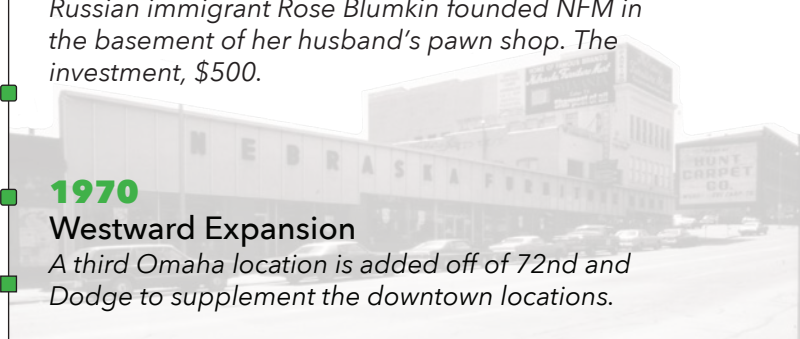 Russian immigrant Rose Blumkin founded NFM in
the basement of her husband's pawn shop. The
investment, $500.
NEBRASKA FURNITURE
HUNT
CARPET
CO.
1970
Westward Expansion
A third Omaha location is added off of 72nd and
Dodge to supplement the downtown locations.